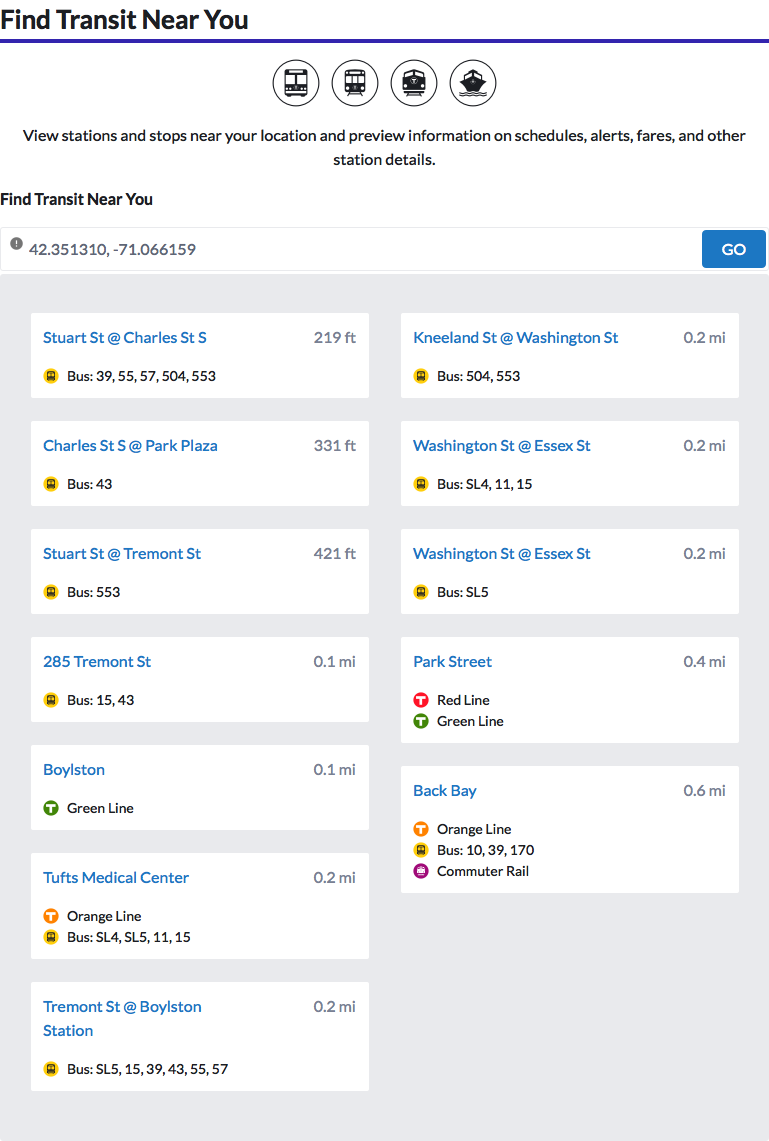 Find Transit Near You
View stations and stops near your location and preview information on schedules, alerts, fares, and other
station details.
Find Transit Near You
42.351310, -71.066159
GO
Stuart St @ Charles St S
219 ft
Bus: 39, 55, 57, 504, 553
Charles St S @ Park Plaza
331 ft
Bus: 43
Stuart St @ Tremont St
421 ft
Bus: 553
285 Tremont St
0.1 mi
Bus: 15, 43
Boylston
0.1 mi
T Green Line
Tufts Medical Center
0.2 mi
T Orange Line
Bus: SL4, SL5, 11, 15
Tremont St @ Boylston
Station
0.2 mi
Bus: SL5, 15, 39, 43, 55, 57
Kneeland St @ Washington St
0.2 mi
Bus: 504, 553
Washington St @ Essex St
0.2 mi
Bus: SL4, 11, 15
Washington St @ Essex St
0.2 mi
Bus: SL5
Park Street
0.4 mi
T Red Line
T Green Line
Back Bay
0.6 mi
T Orange Line
Bus: 10, 39, 170
Commuter Rail